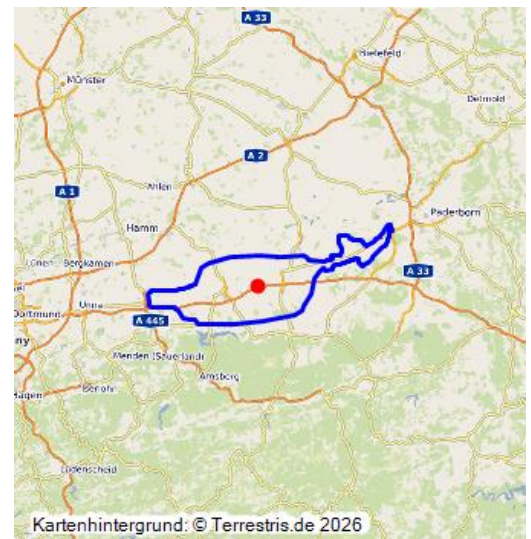 A 33
Bielefeld
Münster
Detmold
A 2
A 1
Ahlen
Hamm
Paderborn
Lünen
Bergkamen
A 33
Unna
Dortmund
A 445
Menden (Sauerland)
Arnsberg
Iserlohn
Hagen
Lüdenscheid
Kartenhintergrund: © Terrestris.de 2026